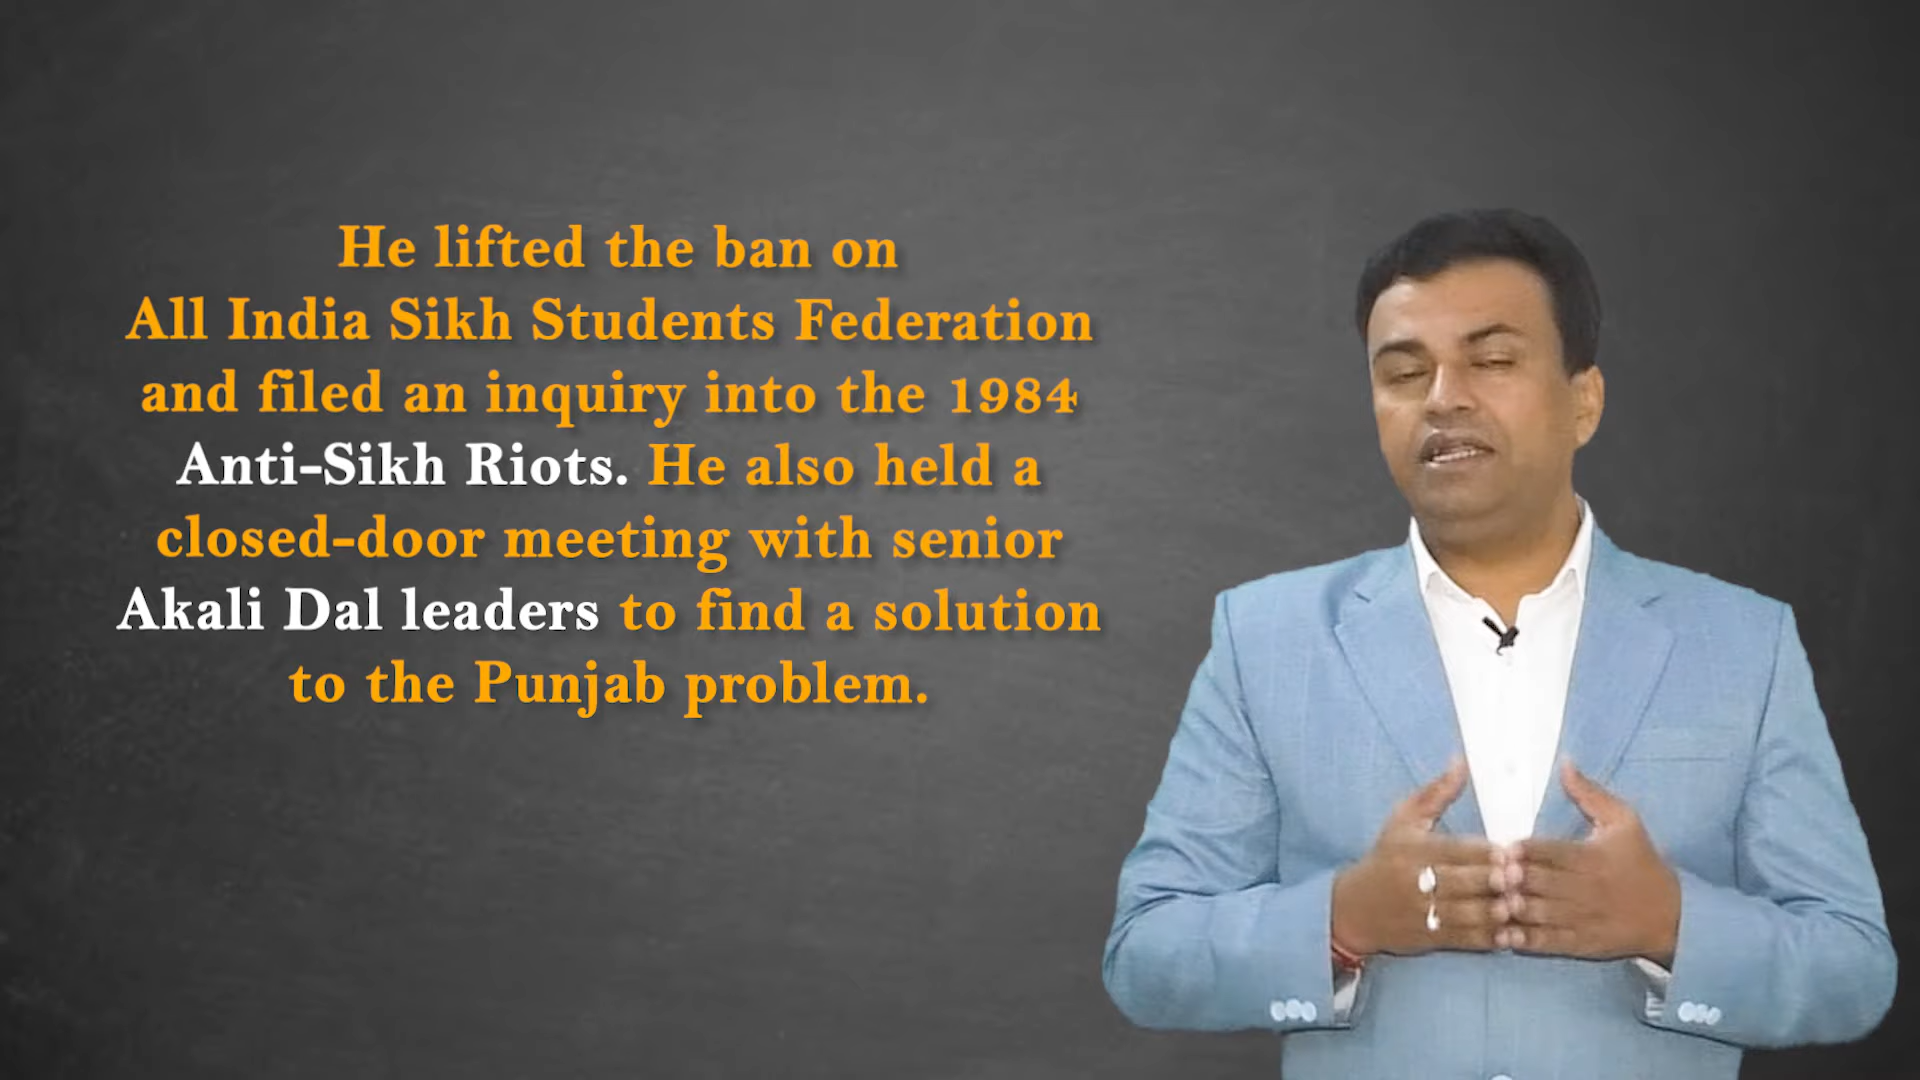 He lifted the ban on
All India Sikh Students Federation
and filed an inquiry into the 1984
Anti-Sikh Riots. He also held a
closed-door meeting with senior
Akali Dal leaders to find a solution
to the Punjab problem.